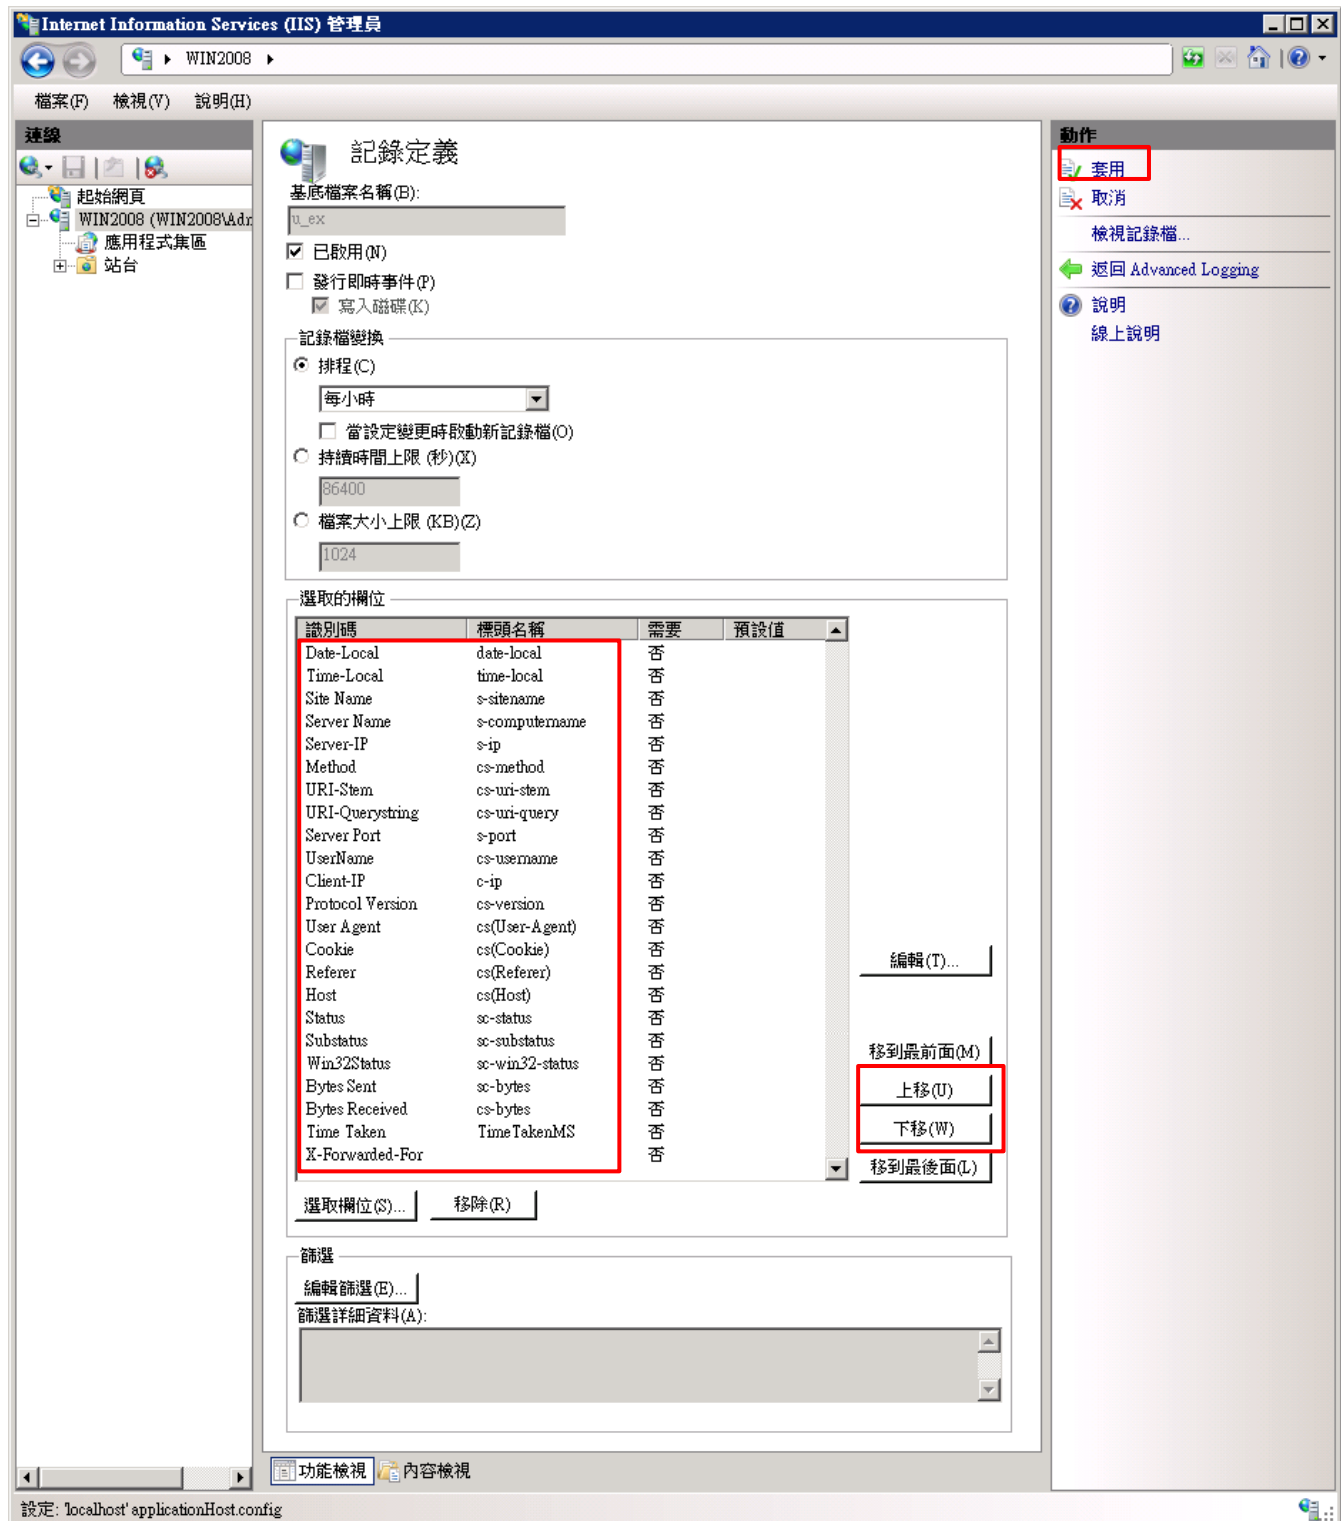 Internet Information Services (IIS) 管理員
WIN2008
檔案(F) 檢視(V) 說明(H)
連線
起始網頁
WIN2008 (WIN2008\Adr
應用程式集區
站台
記錄定義
基底檔案名稱(B):
u_ex
已啟用(N)
發行即時事件(P)
寫入磁碟(K)
記錄檔變換
排程(C)
每小時
當設定變更時啟動新記錄檔(O)
持續時間上限 (秒)(X)
86400
檔案大小上限 (KB)(Z)
1024
選取的欄位
識別碼 標頭名稱 需要 預設值
Date-Local date-local 否
Time-Local time-local 否
Site Name s-sitename 否
Server Name s-computername 否
Server-IP s-ip 否
Method cs-method 否
URI-Stem cs-uri-stem 否
URI-Querystring cs-uri-query 否
Server Port s-port 否
UserName cs-username 否
Client-IP c-ip 否
Protocol Version cs-version 否
User Agent cs(User-Agent) 否
Cookie cs(Cookie) 否
Referer cs(Referer) 否
Host cs(Host) 否
Status sc-status 否
Substatus sc-substatus 否
Win32Status sc-win32-status 否
Bytes Sent sc-bytes 否
Bytes Received cs-bytes 否
Time Taken TimeTakenMS 否
X-Forwarded-For 否
編輯(T)...
移到最前面(M)
上移(U)
下移(W)
移到最後面(L)
選取欄位(S)... 移除(R)
篩選
編輯篩選(E)...
篩選詳細資料(A):
功能檢視 內容檢視
動作
套用
取消
檢視記錄檔...
返回 Advanced Logging
說明
線上說明
設定: 'localhost' applicationHost.config